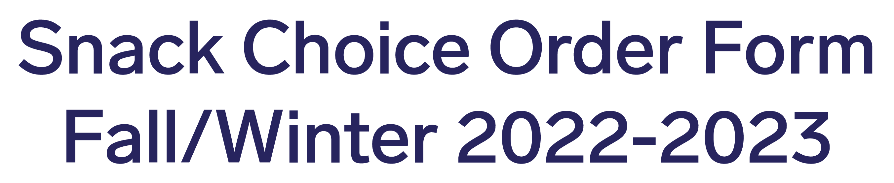 Snack Choice Order Form
Fall/Winter 2022-2023